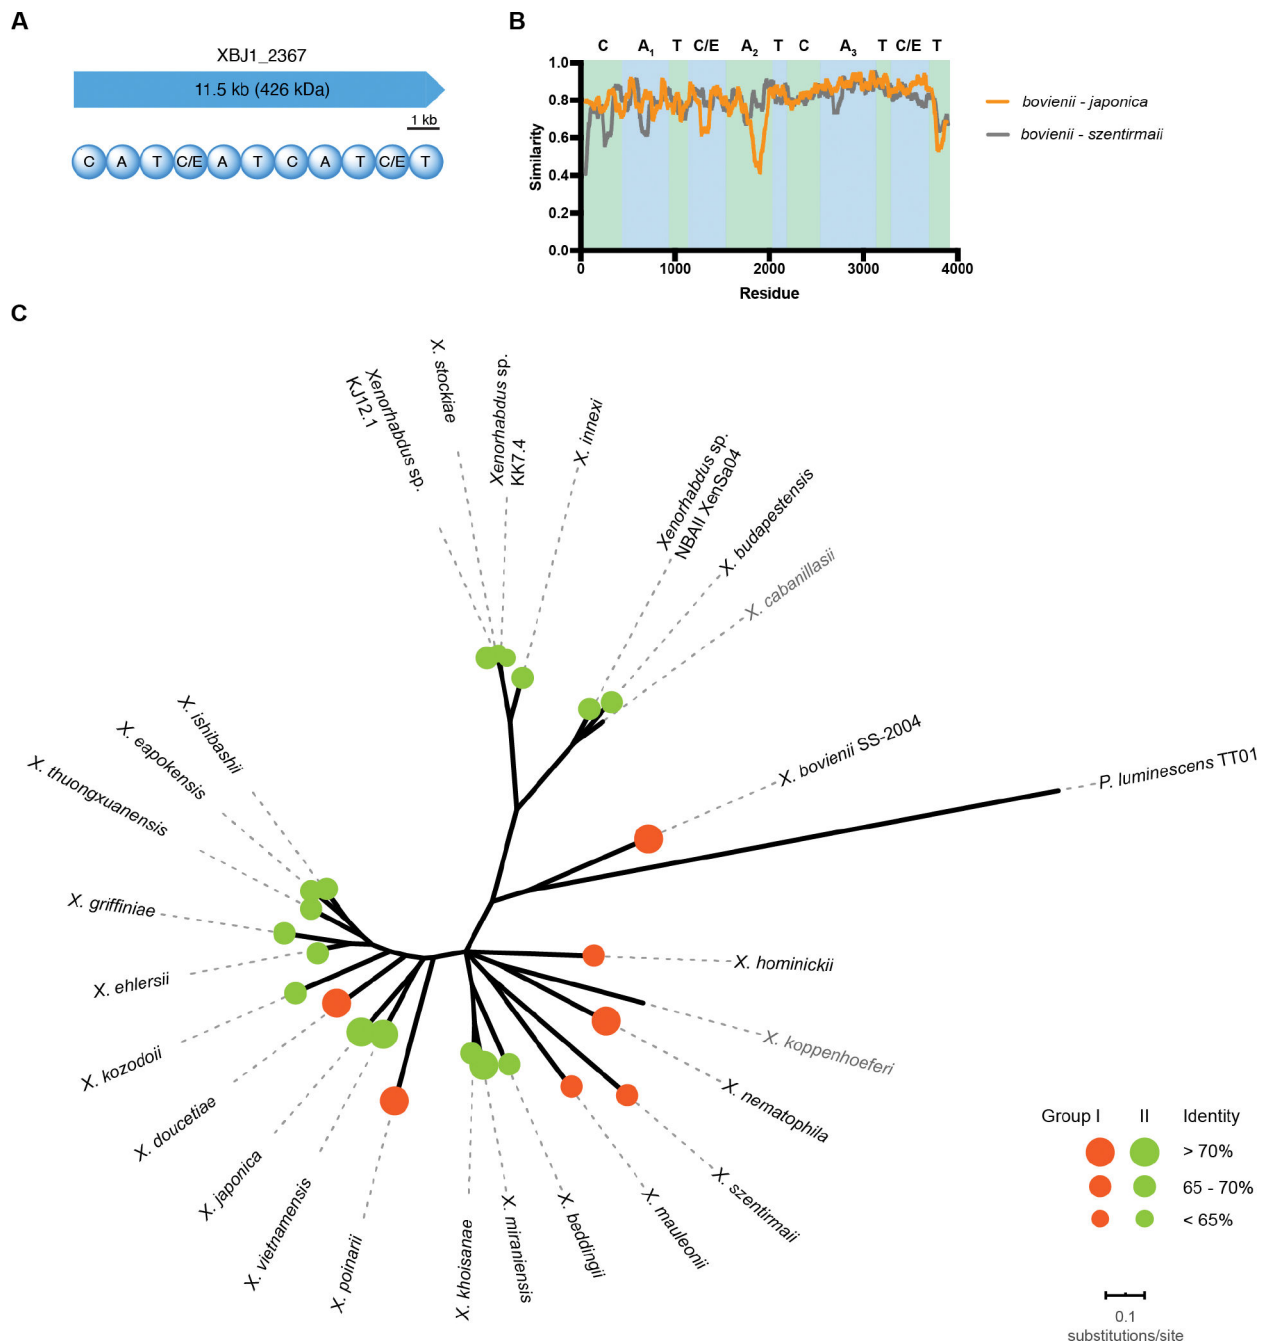 A
XBJ1_2367
11.5 kb (426 kDa)
1 kb
C A T C/E A T C A T C/E T
B
C A1 T C/E A2 T C A3 T C/E T
1.0
0.8
0.6
0.4
0.2
0.0
Similarity
0 1000 2000 3000 4000
Residue
bovienii - japonica
bovienii - szentirmaii
C
Xenorhabdus sp.
KJ12.1
X. stockiae
Xenorhabdus sp.
KK7.4
X. innexi
Xenorhabdus sp.
NBAII XenSa04
X. budapestensis
X. cabanillasii
X. bovienii SS-2004
P. luminescens TT01
X. hominickii
X. koppenhoeferi
X. nematophila
X. szentirmaii
X. mauleonii
X. beddingii
X. miraniensis
X. khoisanae
X. poinarii
X. vietnamensis
X. japonica
X. doucetiae
X. kozodoii
X. ehlersii
X. griffiniae
X. thuongxuanensis
X. eapokensis
X. ishibashii
Group I II Identity
> 70%
65 - 70%
< 65%
0.1
substitutions/site